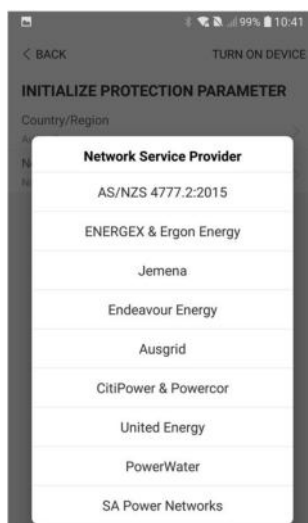 99% 10:41
< BACK TURN ON DEVICE
INITIALIZE PROTECTION PARAMETER
Country/Region
Network Service Provider
AS/NZS 4777.2:2015
ENERGEX & Ergon Energy
Jemena
Endeavour Energy
Ausgrid
CitiPower & Powercor
United Energy
PowerWater
SA Power Networks